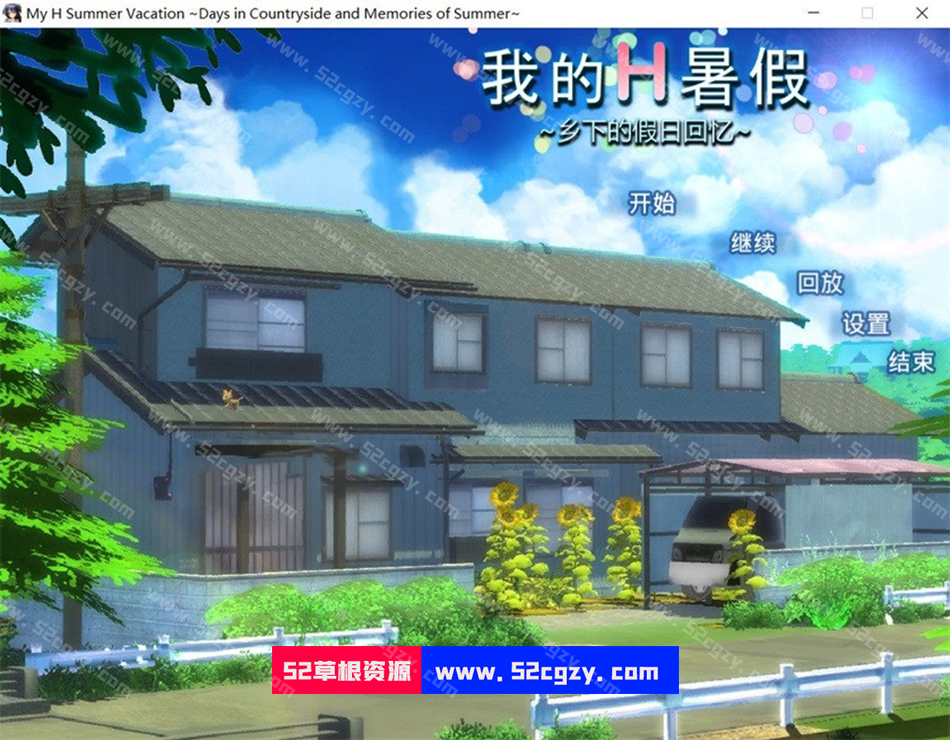 My H Summer Vacation ~Days in Countryside and Memories of Summer~
我的H暑假
~乡下的假日回忆~
开始
继续
回放
设置
结束
52草根资源 www.52cgzy.com
www.52cgzy.com